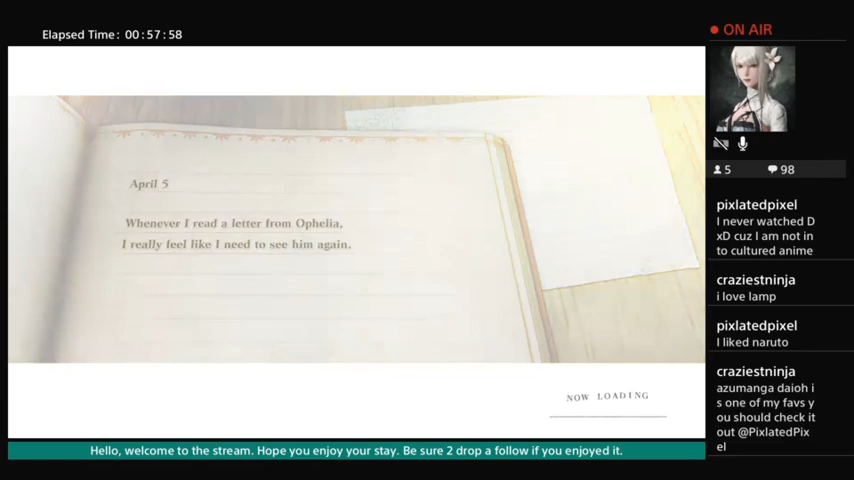 Elapsed Time: 00:57:58
ON AIR
5
98
April 5
Whenever I read a letter from Ophelia,
I really feel like I need to see him again.
NOW LOADING
Hello, welcome to the stream. Hope you enjoy your stay. Be sure 2 drop a follow if you enjoyed it.
pixlatedpixel
I never watched D
xD cuz I am not in
to cultured anime
craziestninja
i love lamp
pixlatedpixel
I liked naruto
craziestninja
azumanga daioh i
s one of my favs y
ou should check it
out @PixlatedPix
el